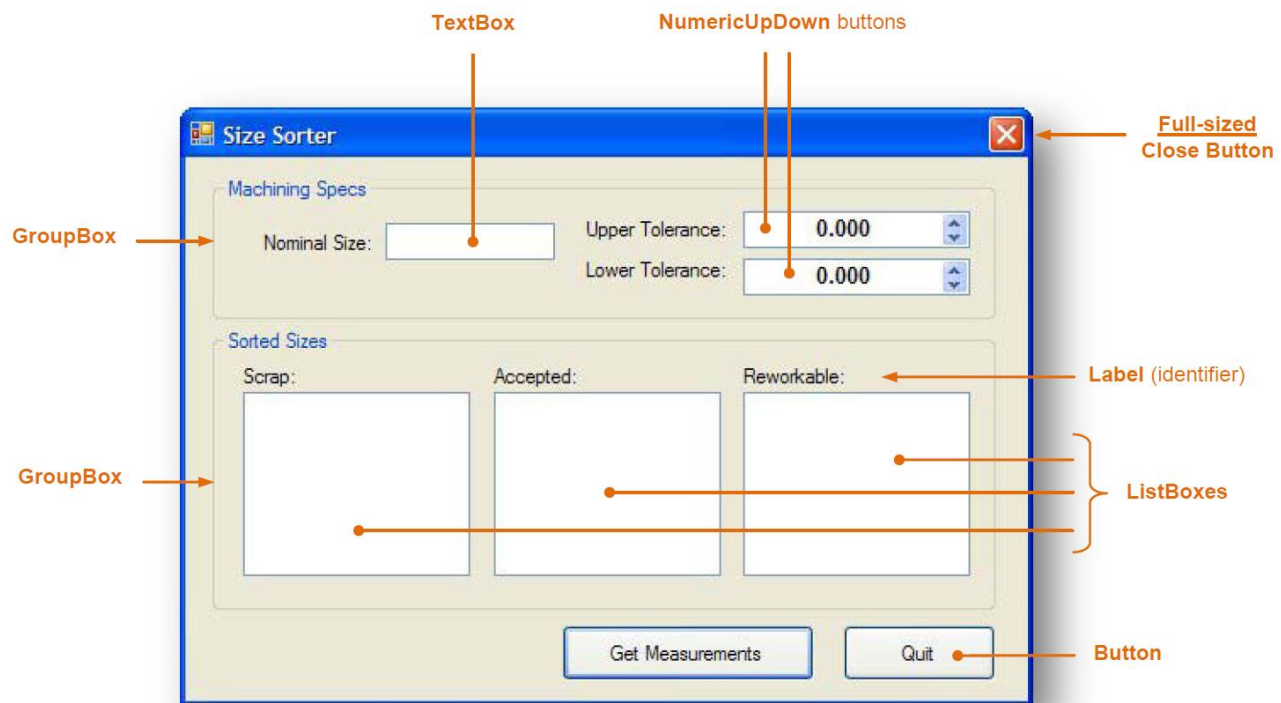 TextBox
NumericUpDown buttons
Size Sorter
Full-sized
Close Button
Machining Specs
GroupBox
Nominal Size:
Upper Tolerance:
0.000
Lower Tolerance:
0.000
Sorted Sizes
Scrap:
Accepted:
Reworkable:
Label (identifier)
GroupBox
ListBoxes
Get Measurements
Quit
Button